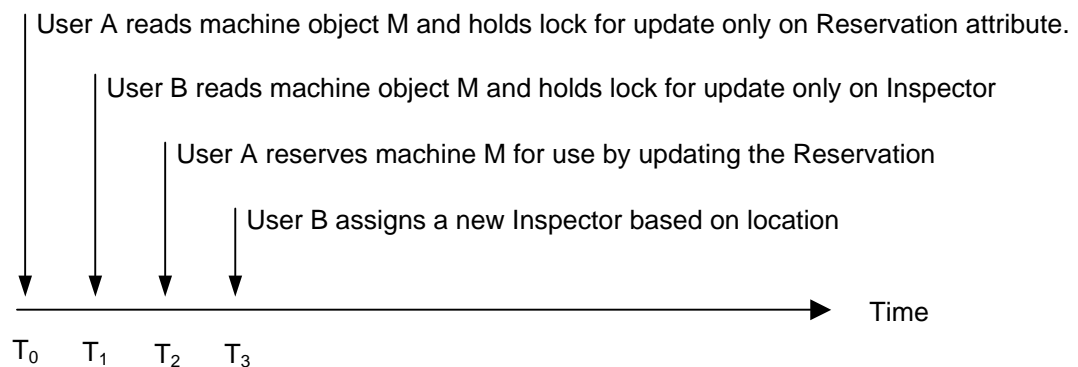 User A reads machine object M and holds lock for update only on Reservation attribute.
User B reads machine object M and holds lock for update only on Inspector
User A reserves machine M for use by updating the Reservation
User B assigns a new Inspector based on location
Time
T0 T1 T2 T3